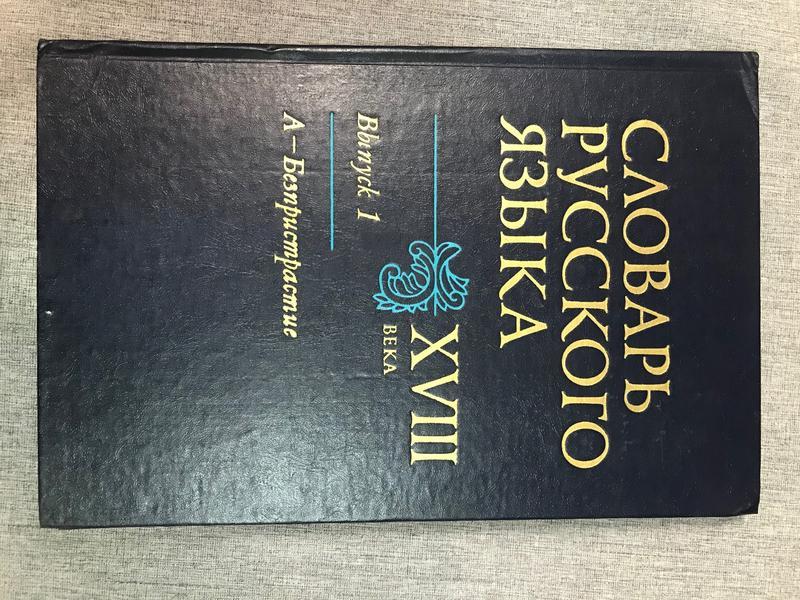 СЛОВАРЬ
РУССКОГО
ЯЗЫКА
XVIII
ВЕКА
Выпуск 1
А – Безпристрастие